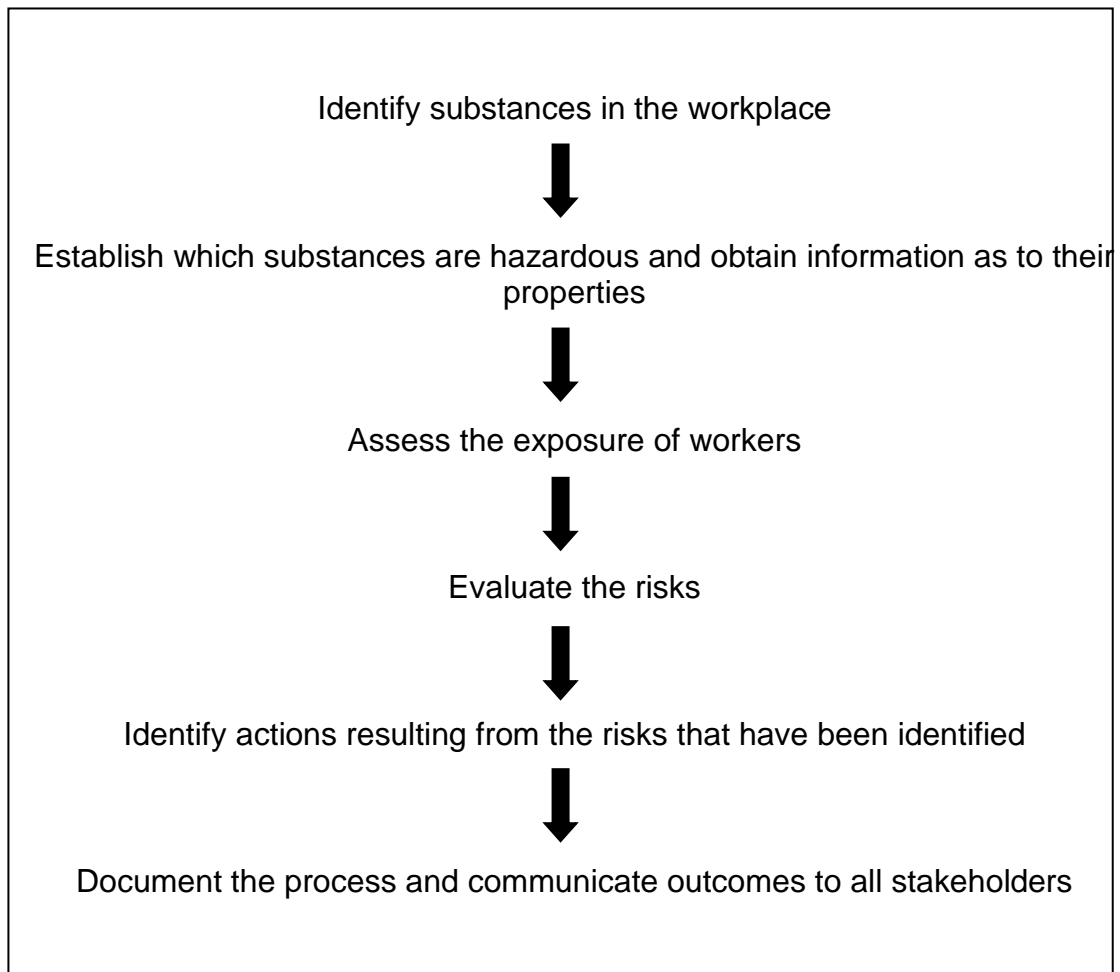 Identify substances in the workplace
Establish which substances are hazardous and obtain information as to their
properties
Assess the exposure of workers
Evaluate the risks
Identify actions resulting from the risks that have been identified
Document the process and communicate outcomes to all stakeholders